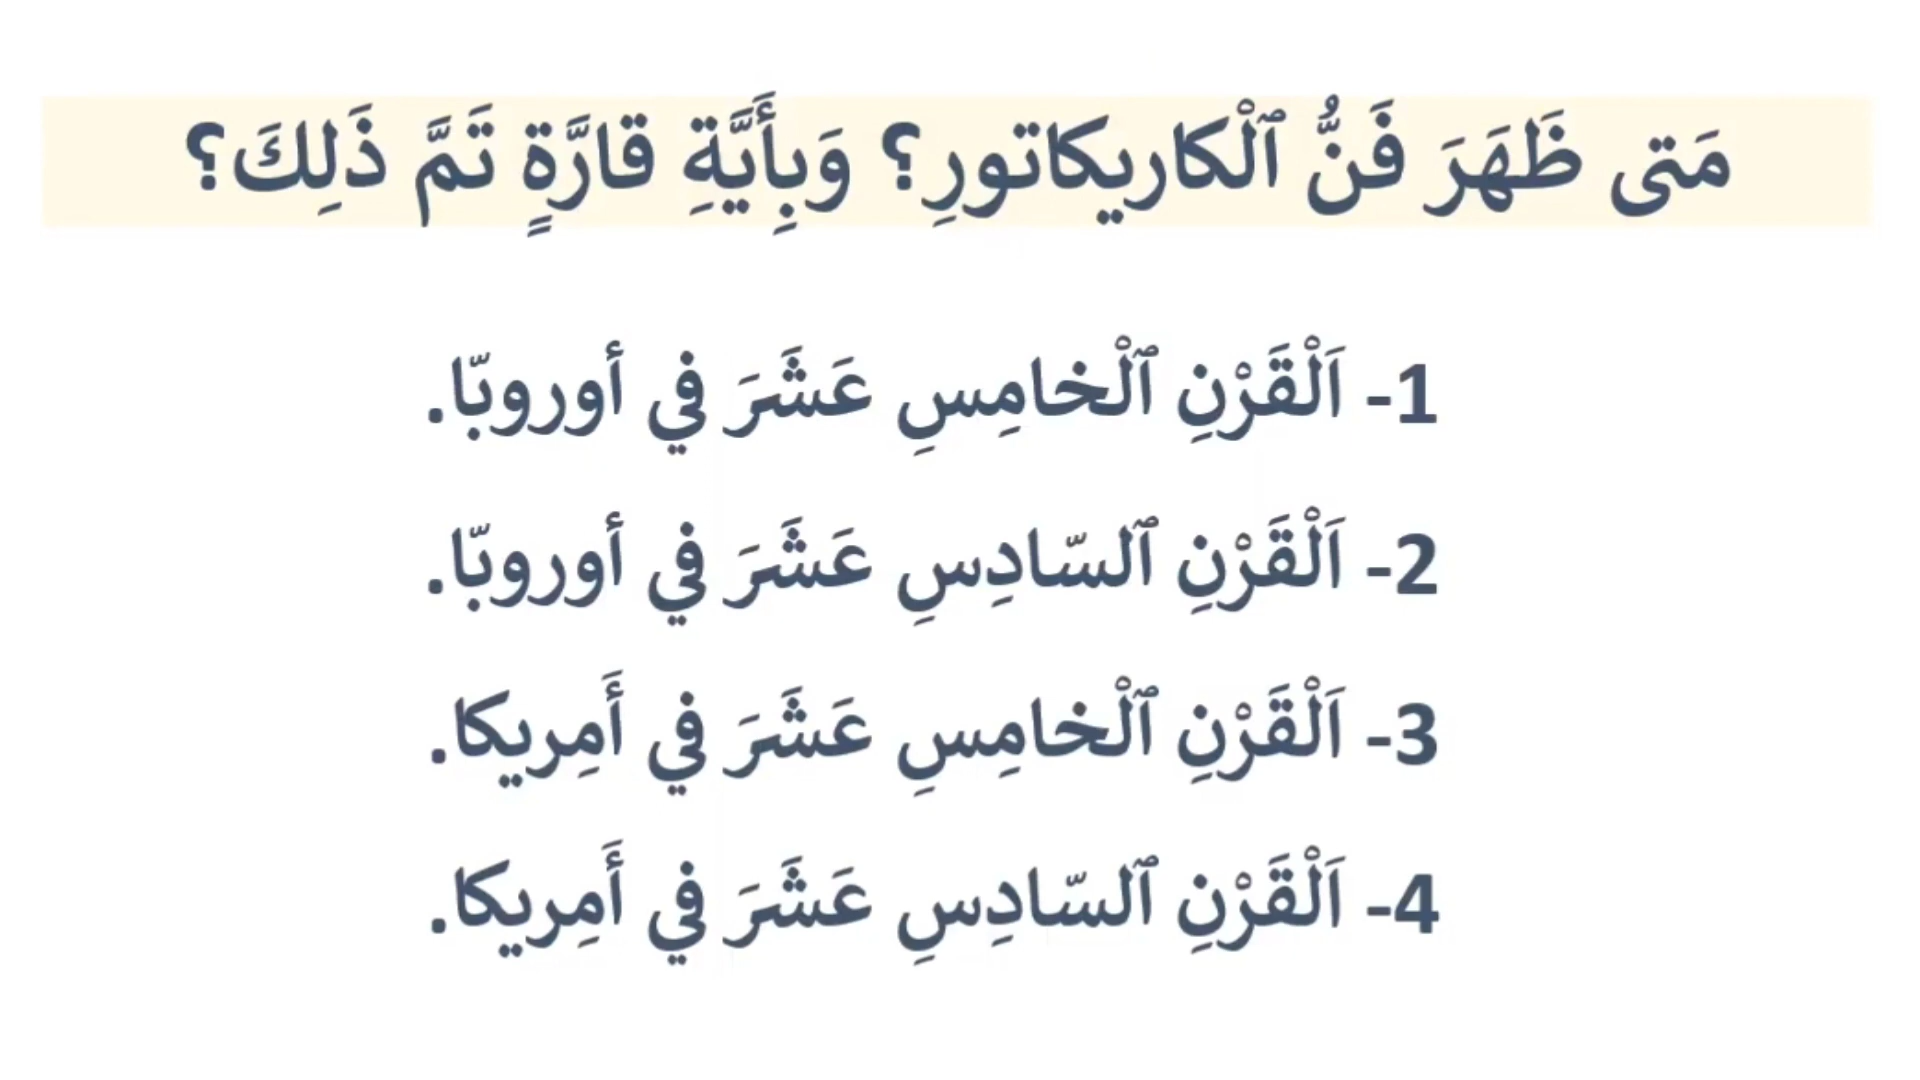 مَتى ظَهَرَ فَنُّ ٱلْكاريكاتورِ؟ وَبِأَيَّةِ قارَّةٍ تَمَّ ذَلِكَ؟
1- اَلْقَرْنِ ٱلْخامِسِ عَشَرَ في أوروبّا.
2- اَلْقَرْنِ ٱلسّادِسِ عَشَرَ في أوروبّا.
3- اَلْقَرْنِ ٱلْخامِسِ عَشَرَ في أَمِريكا.
4- اَلْقَرْنِ ٱلسّادِسِ عَشَرَ في أَمِريكا.